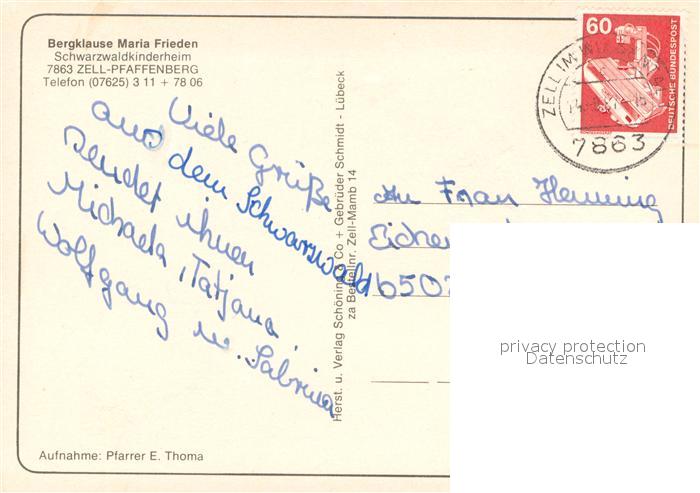 Bergklause Maria Frieden
Schwarzwaldkinderheim
7863 ZELL-PFAFFENBERG
Telefon (07625) 3 11 + 78 06
Viele Grüße
aus dem Schwarzwald
sendet ihnen
Michaela, Tatjana,
Wolfgang u. Sabrina
Aufnahme: Pfarrer E. Thoma
Herst. u. Verlag Schöning & Co + Gebrüder Schmidt - Lübeck
za Bestellnr. Zell-Mamb 14
60
DEUTSCHE BUNDESPOST
ZELL IM
7863
An Frau Henning
privacy protection
Datenschutz